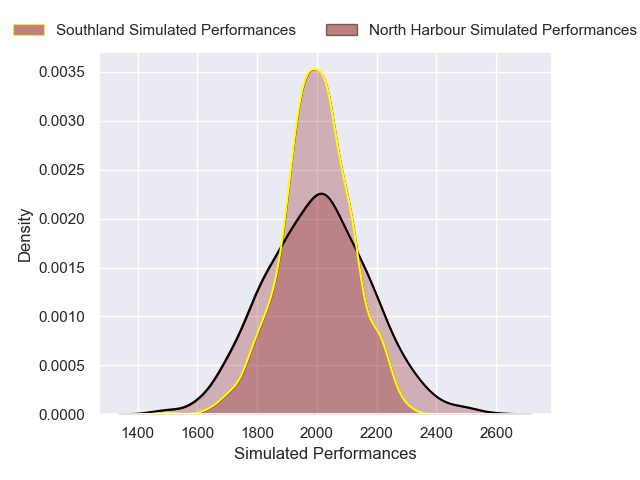 Southland Simulated Performances
North Harbour Simulated Performances
0.0035
0.0030
0.0025
0.0020
0.0015
0.0010
0.0005
0.0000
Density
1400 1600 1800 2000 2200 2400 2600
Simulated Performances